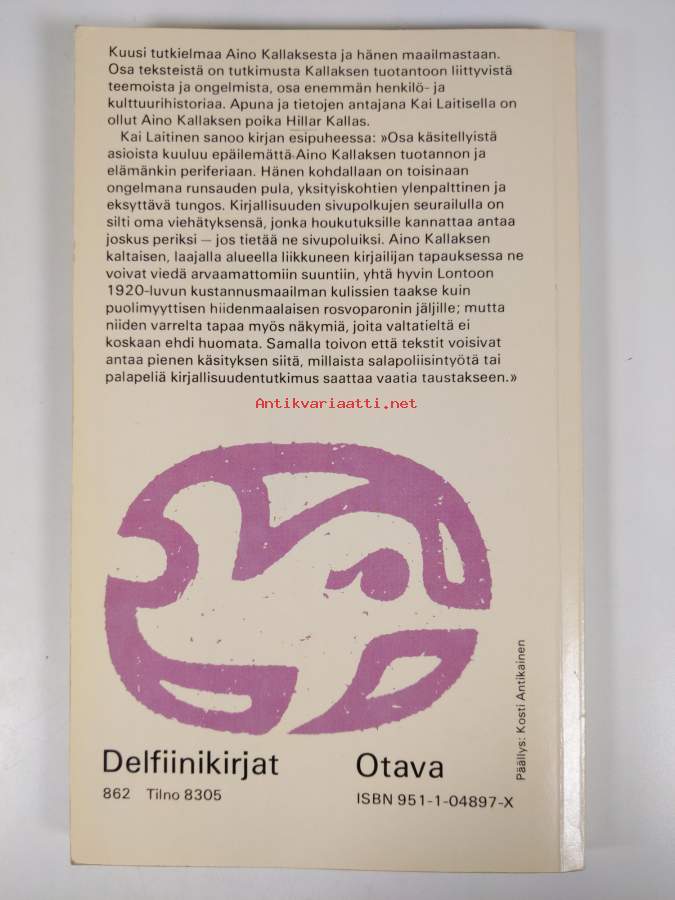 Kuusi tutkielmaa Aino Kallaksesta ja hänen maailmastaan.
Osa teksteistä on tutkimusta Kallaksen tuotantoon liittyvistä
teemoista ja ongelmista, osa enemmän henkilö- ja
kulttuurihistoriaa. Apuna ja tietojen antajana Kai Laitisella on
ollut Aino Kallaksen poika Hillar Kallas.
Kai Laitinen sanoo kirjan esipuheessa: »Osa käsitellyistä
asioista kuuluu epäilemättä Aino Kallaksen tuotannon ja
elämänkin periferiaan. Hänen kohdallaan on toisinaan
ongelmana runsauden pula, yksityiskohtien ylenpalttinen ja
eksyttävä tungos. Kirjallisuuden sivupolkujen seurailulla on
silti oma viehätyksensä, jonka houkutuksille kannattaa antaa
joskus periksi — jos tietää ne sivupoluiksi. Aino Kallaksen
kaltaisen, laajalla alueella liikkuneen kirjailijan tapauksessa ne
voivat viedä arvaamattomiin suuntiin, yhtä hyvin Lontoon
1920-luvun kustannusmaailman kulissien taakse kuin
puolimyyttisen hiidenmaalaisen rosvoparonin jäljille; mutta
niiden varrelta tapaa myös näkymiä, joita valtatieltä ei
koskaan ehdi huomata. Samalla toivon että tekstit voisivat
antaa pienen käsityksen siitä, millaista salapoliisintyötä tai
palapeliä kirjallisuudentutkimus saattaa vaatia taustakseen.»
Antikvariaatti.net
Päällys: Kosti Antikainen
Delfiinikirjat Otava
862 Tilno 8305 ISBN 951-1-04897-X